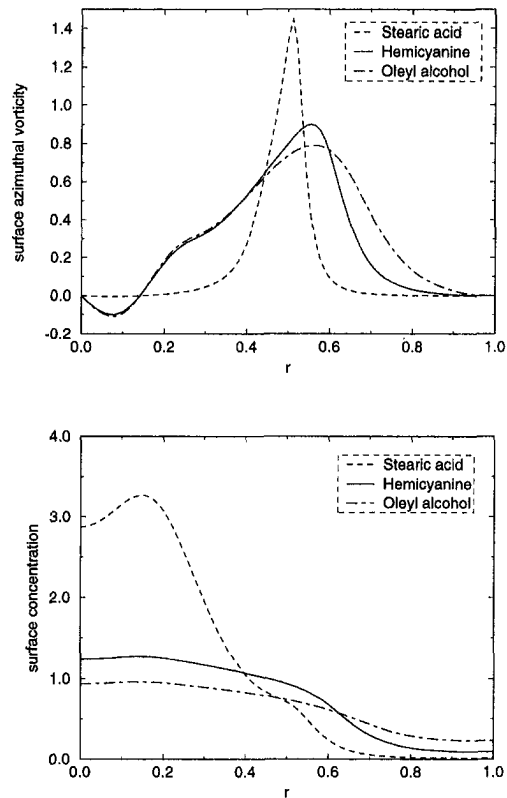 surface azimuthal vorticity
1.4
1.2
1.0
0.8
0.6
0.4
0.2
0.0
-0.2
Stearic acid
Hemicyanine
Oleyl alcohol
0.0 0.2 0.4 0.6 0.8 1.0
r
surface concentration
4.0
3.0
2.0
1.0
0.0
Stearic acid
Hemicyanine
Oleyl alcohol
0.0 0.2 0.4 0.6 0.8 1.0
r